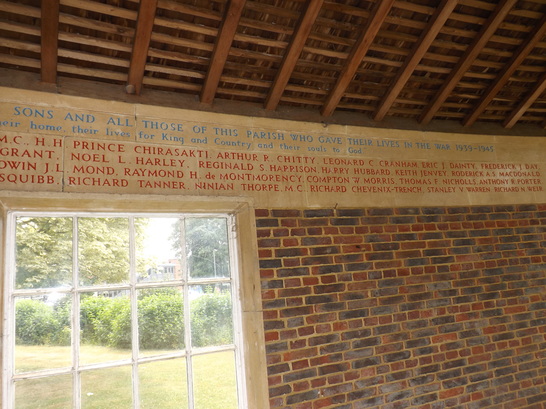 SONS AND ALL THOSE OF THIS PARISH WHO GAVE THEIR LIVES IN THE WAR 1939-1945
their home, their lives for King and Country, and their souls to God.
M.C. H.H PRINCE CHIRASAKTI, ARTHUR P. CHITTY, LEONARD C. CRANHAM, ERIC J. DAINTY, FREDERICK J. DAY,
GRANT, NOEL L. HARLEY, REGINALD S. HARRISON, HARRY HUBBARD, KEITH JENVEY, RODERICK A.S. MACDONALD,
J.L. MOND, RAYMOND H. de MONTMORENCY, COMPTON W. MORRIS, THOMAS F. NICHOLLS, ANTHONY R. PORTER,
SQUIBB, RICHARD TANNER, NINIAN THORPE, M.C. RICHARD CHEVENIX-TRENCH, STANLEY V. WARREN, RICHARD N. WEIR.